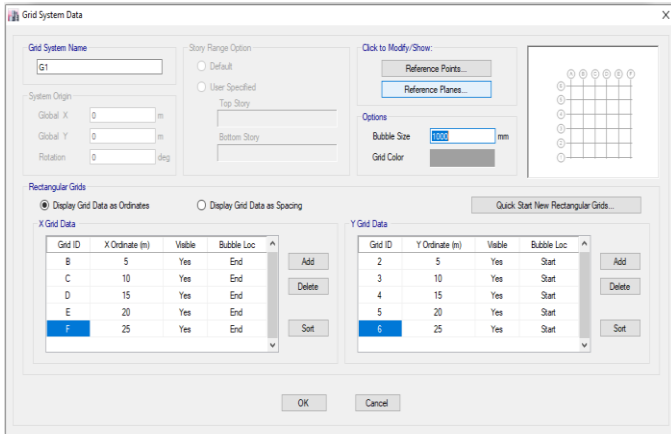 Grid System Data
X
Grid System Name
G1
System Origin
Global X 0 m
Global Y 0 m
Rotation 0 deg
Story Range Option
Default
User Specified
Top Story
Bottom Story
Click to Modify/Show:
Reference Points...
Reference Planes...
Options
Bubble Size 1000 mm
Grid Color
A B C D E F
6
5
4
3
2
1
Rectangular Grids
Display Grid Data as Ordinates
Display Grid Data as Spacing
Quick Start New Rectangular Grids...
X Grid Data
Grid ID X Ordinate (m) Visible Bubble Loc
B 5 Yes End
C 10 Yes End
D 15 Yes End
E 20 Yes End
F 25 Yes End
Add
Delete
Sort
Y Grid Data
Grid ID Y Ordinate (m) Visible Bubble Loc
2 5 Yes Start
3 10 Yes Start
4 15 Yes Start
5 20 Yes Start
6 25 Yes Start
Add
Delete
Sort
OK
Cancel